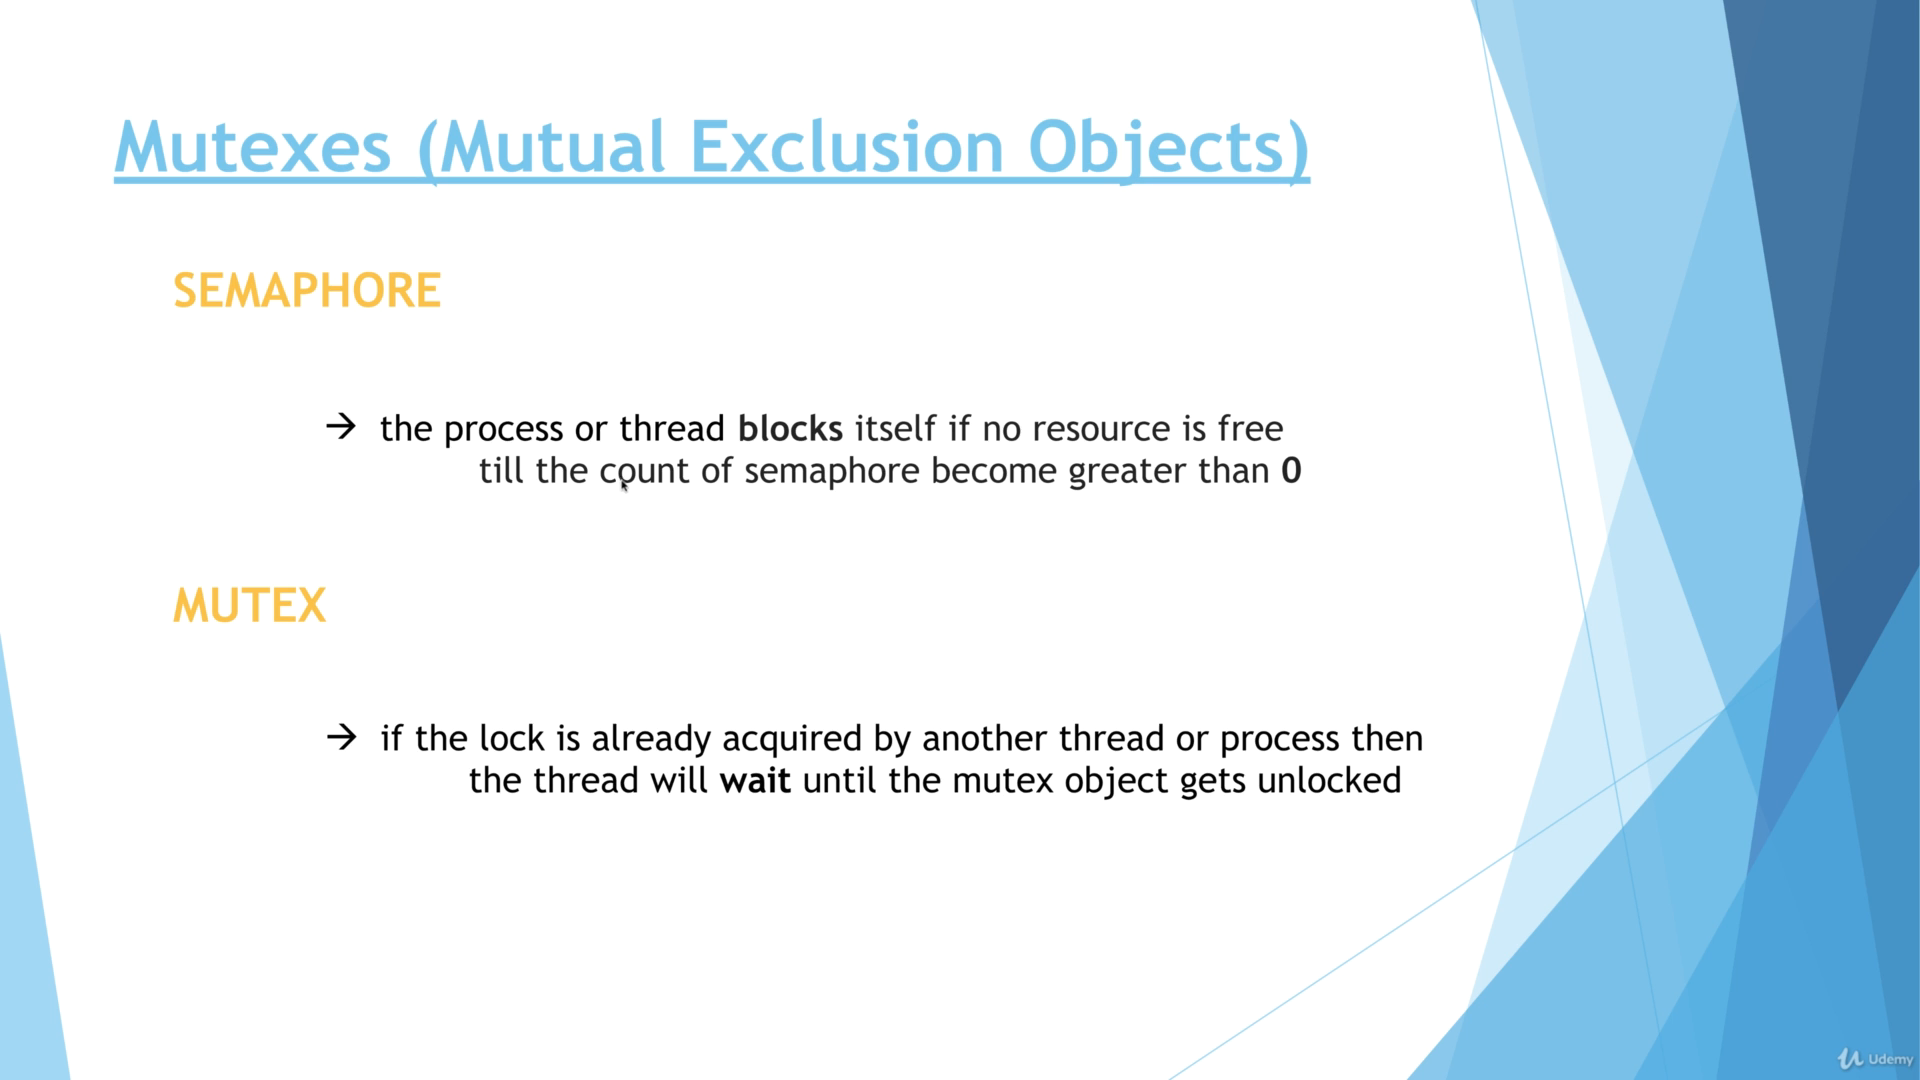 Mutexes (Mutual Exclusion Objects)
SEMAPHORE
→ the process or thread blocks itself if no resource is free
till the count of semaphore become greater than 0
MUTEX
→ if the lock is already acquired by another thread or process then
the thread will wait until the mutex object gets unlocked
Udemy